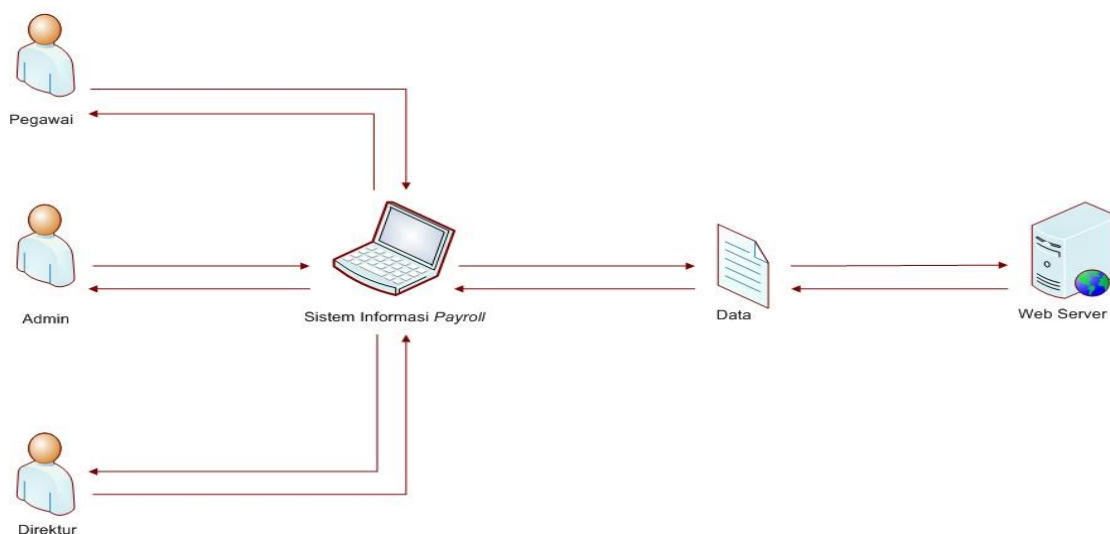 Pegawai
Admin
Sistem Informasi Payroll
Data
Web Server
Direktur